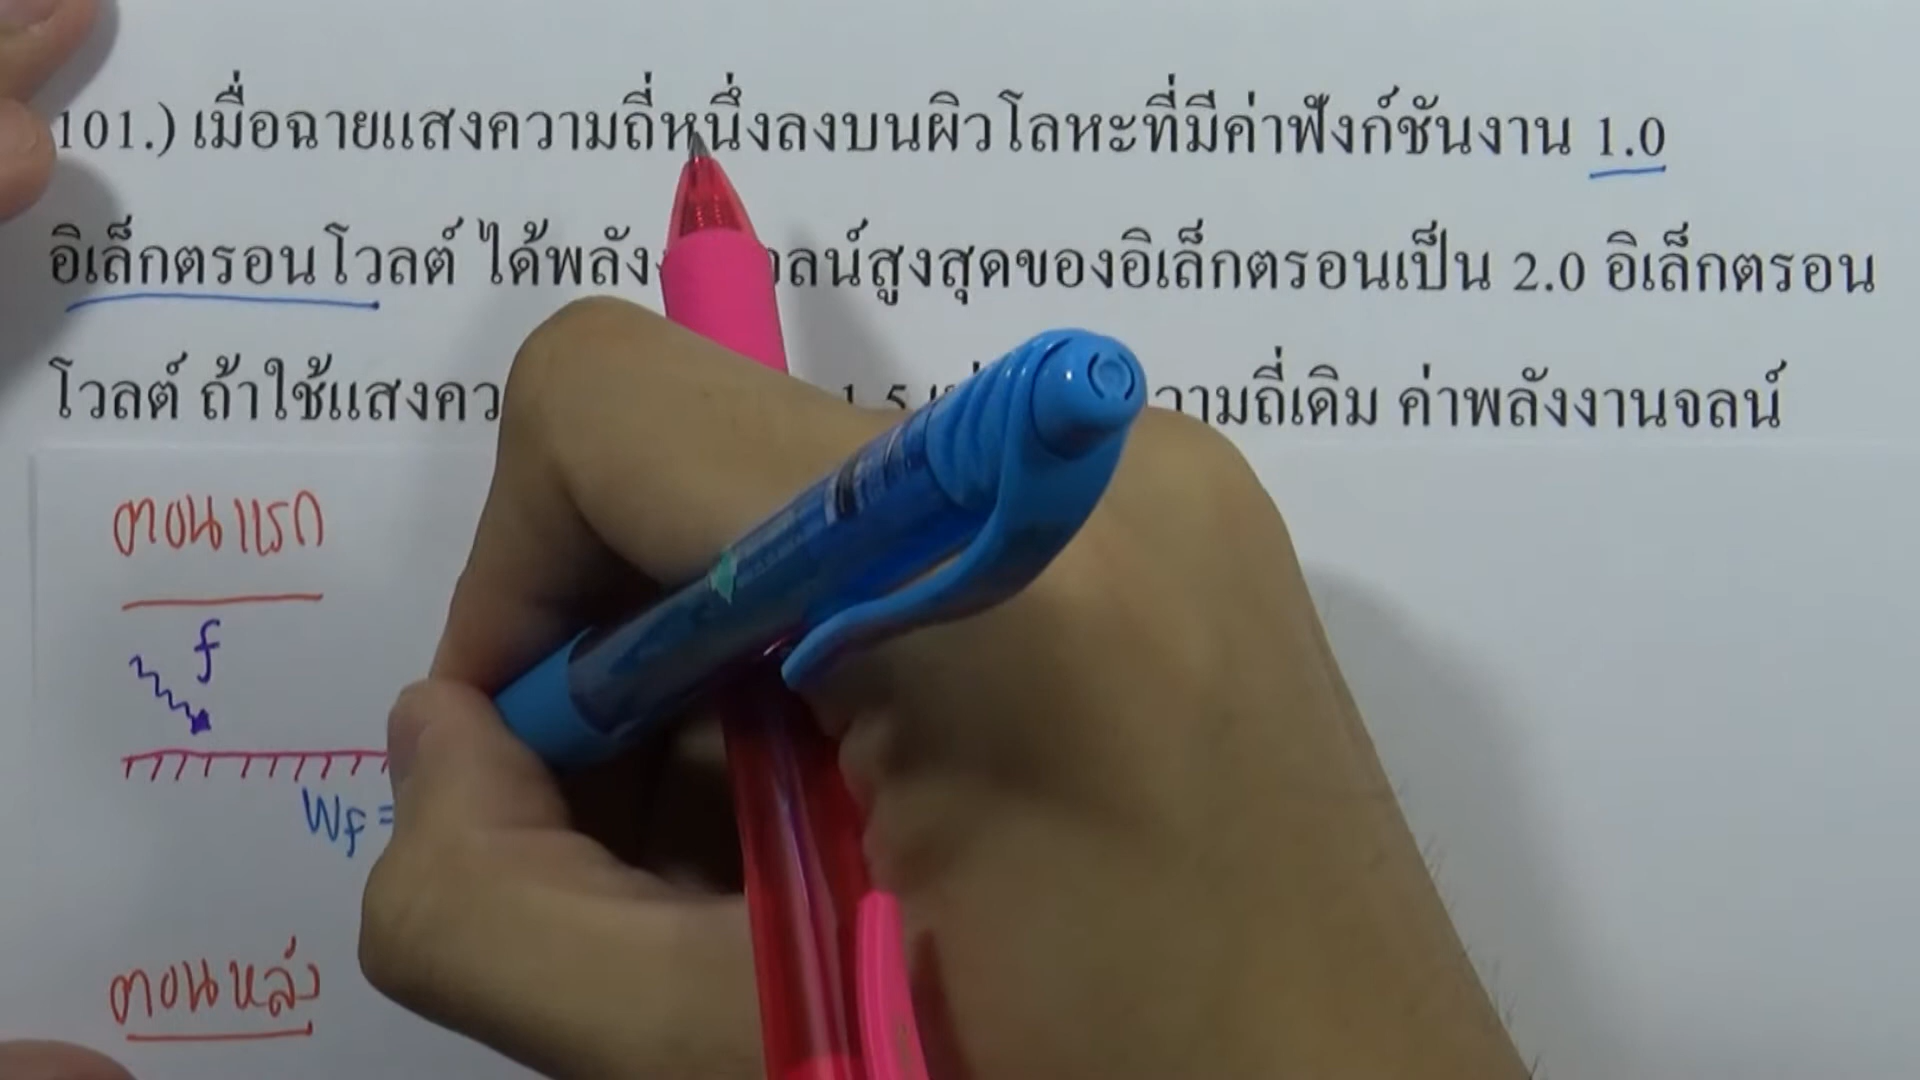 101.) เมื่อฉายแสงความถี่หนึ่งลงบนผิวโลหะที่มีค่าฟังก์ชันงาน 1.0
อิเล็กตรอนโวลต์ ได้พลัง ลน์สูงสุดของอิเล็กตรอนเป็น 2.0 อิเล็กตรอน
โวลต์ ถ้าใช้แสงคว 1.5 วามถี่เดิม ค่าพลังงานจลน์
ตอนแรก
f
Wf =
ตอนหลัง